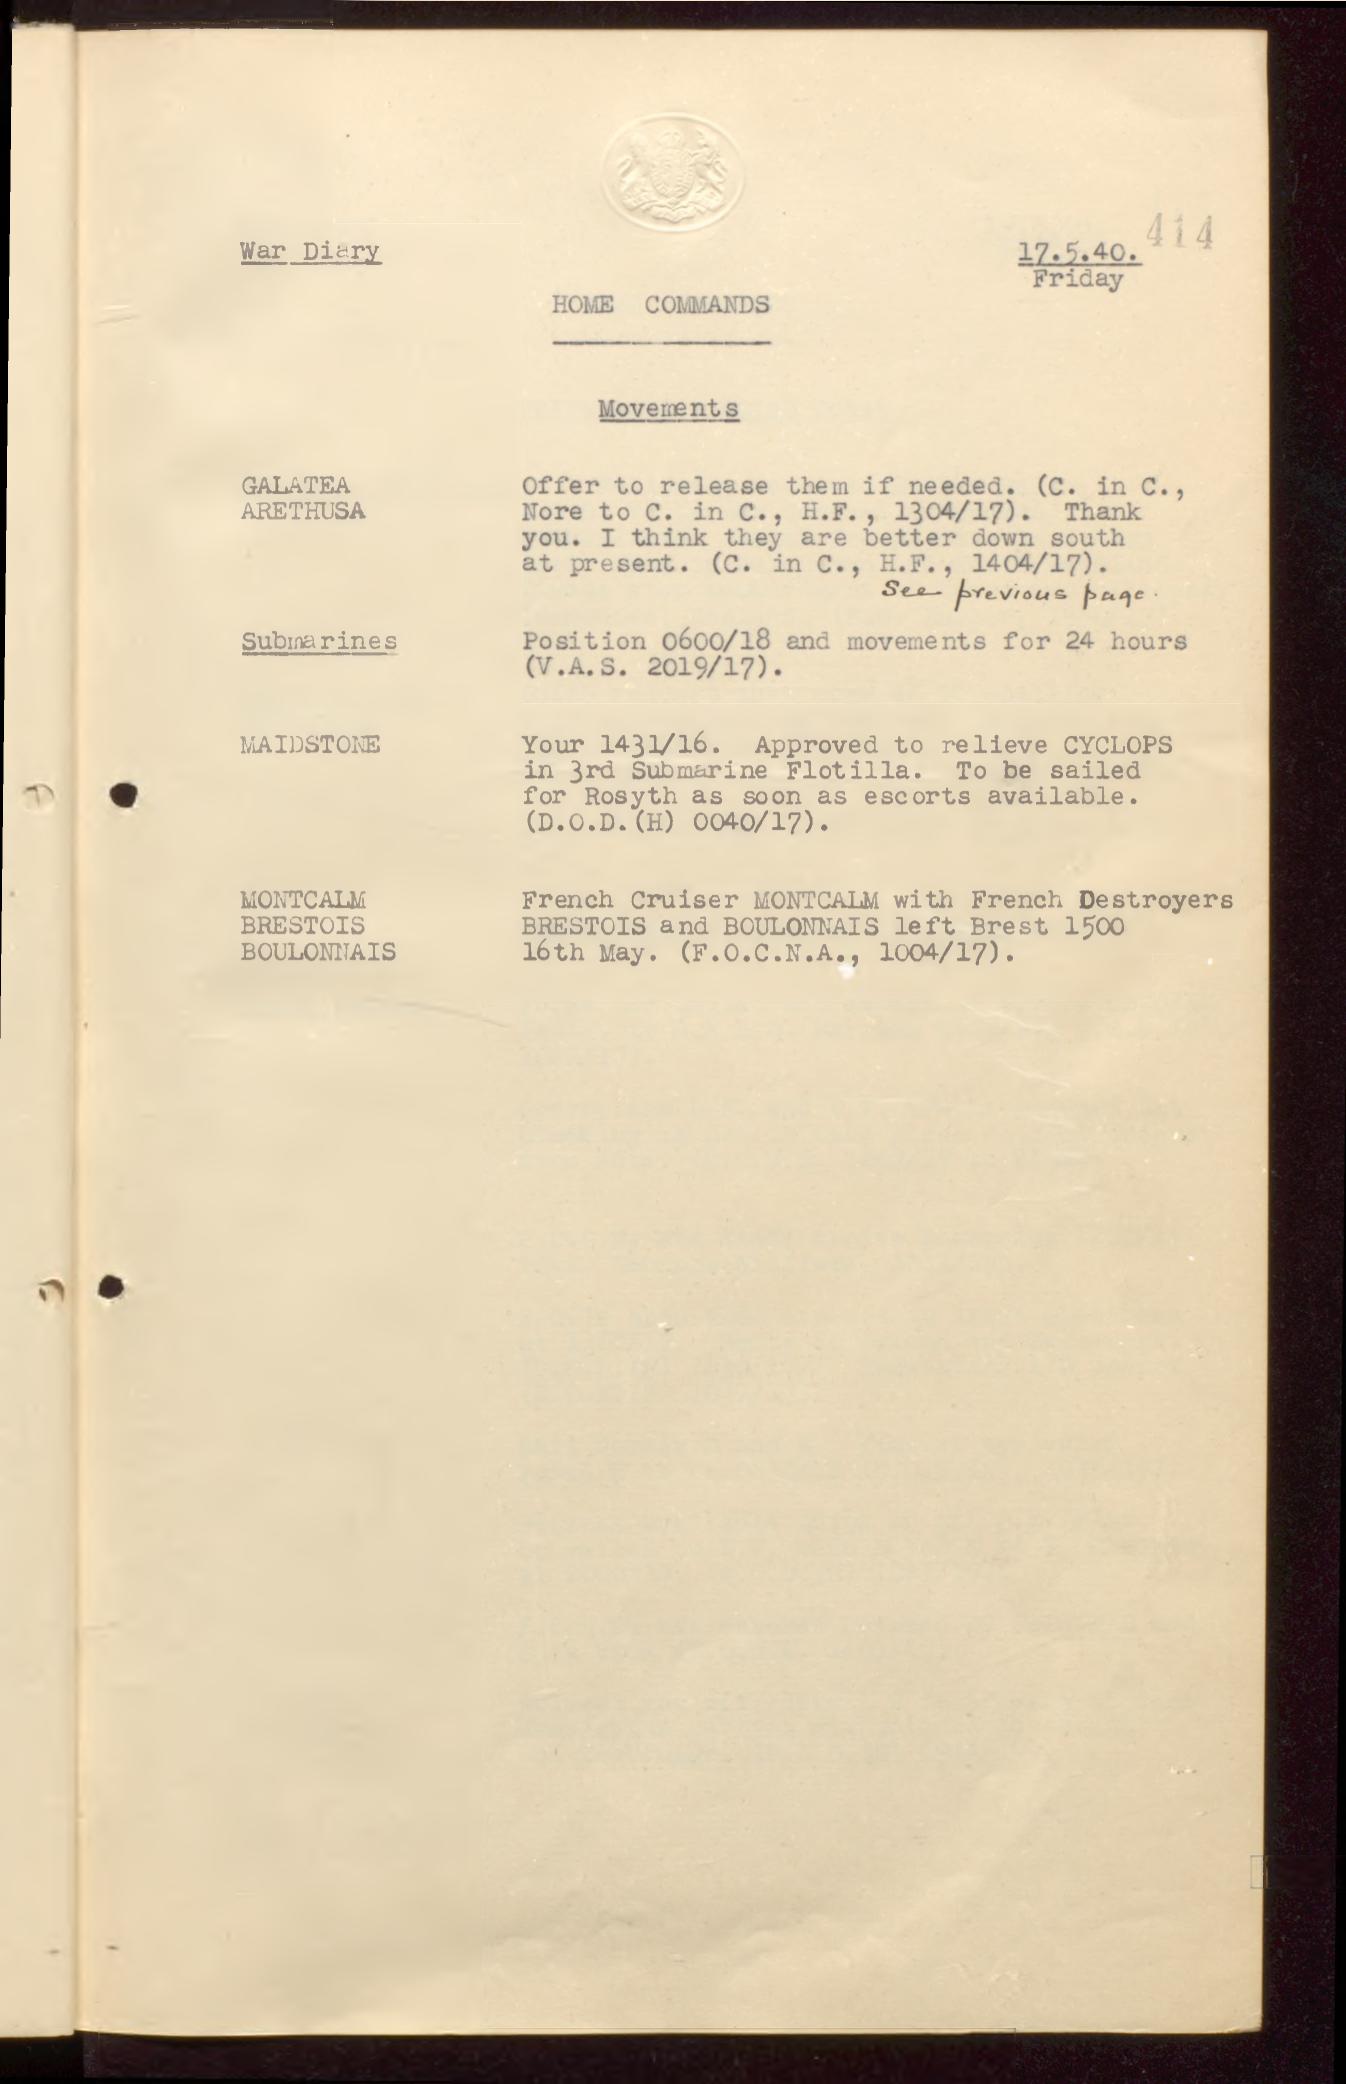 414
War Diary 17.5.40.
Friday
HOME COMMANDS
Movements
GALATEA Offer to release them if needed. (C. in C.,
ARETHUSA Nore to C. in C., H.F., 1304/17). Thank
you. I think they are better down south
at present. (C. in C., H.F., 1404/17).
See previous page.
Submarines Position 0600/18 and movements for 24 hours
(V.A.S. 2019/17).
MAIDSTONE Your 1431/16. Approved to relieve CYCLOPS
in 3rd Submarine Flotilla. To be sailed
for Rosyth as soon as escorts available.
(D.O.D.(H) 0040/17).
MONTCALM French Cruiser MONTCALM with French Destroyers
BRESTOIS BRESTOIS and BOULONNAIS left Brest 1500
BOULONNAIS 16th May. (F.O.C.N.A., 1004/17).